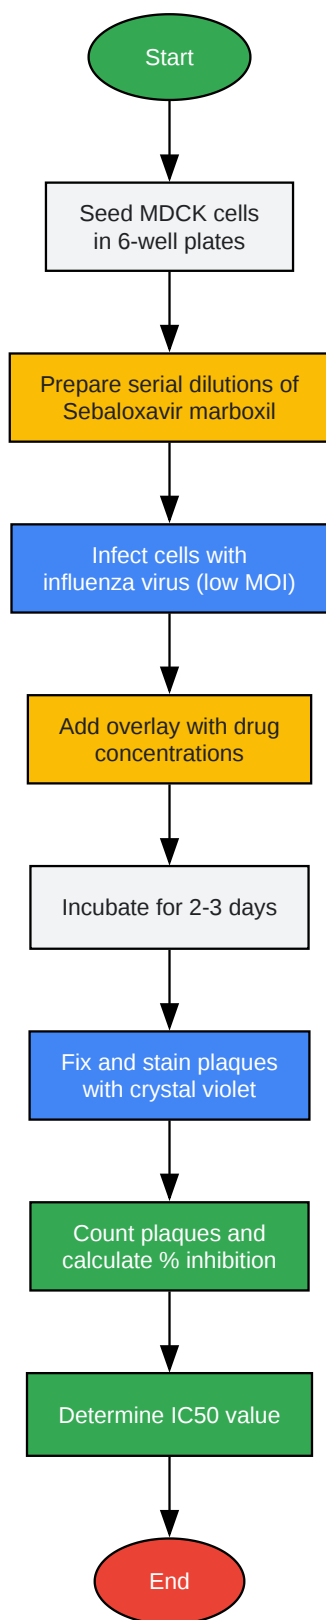 Start
Seed MDCK cells
in 6-well plates
Prepare serial dilutions of
Sebaloxavir marboxil
Infect cells with
influenza virus (low MOI)
Add overlay with drug
concentrations
Incubate for 2-3 days
Fix and stain plaques
with crystal violet
Count plaques and
calculate % inhibition
Determine IC50 value
End